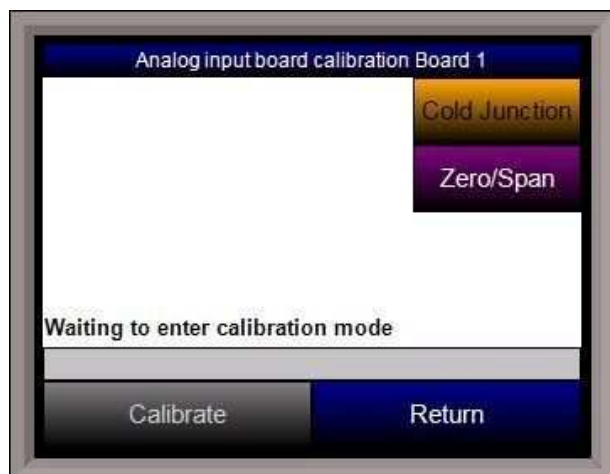 Analog input board calibration Board 1
Cold Junction
Zero/Span
Waiting to enter calibration mode
Calibrate
Return